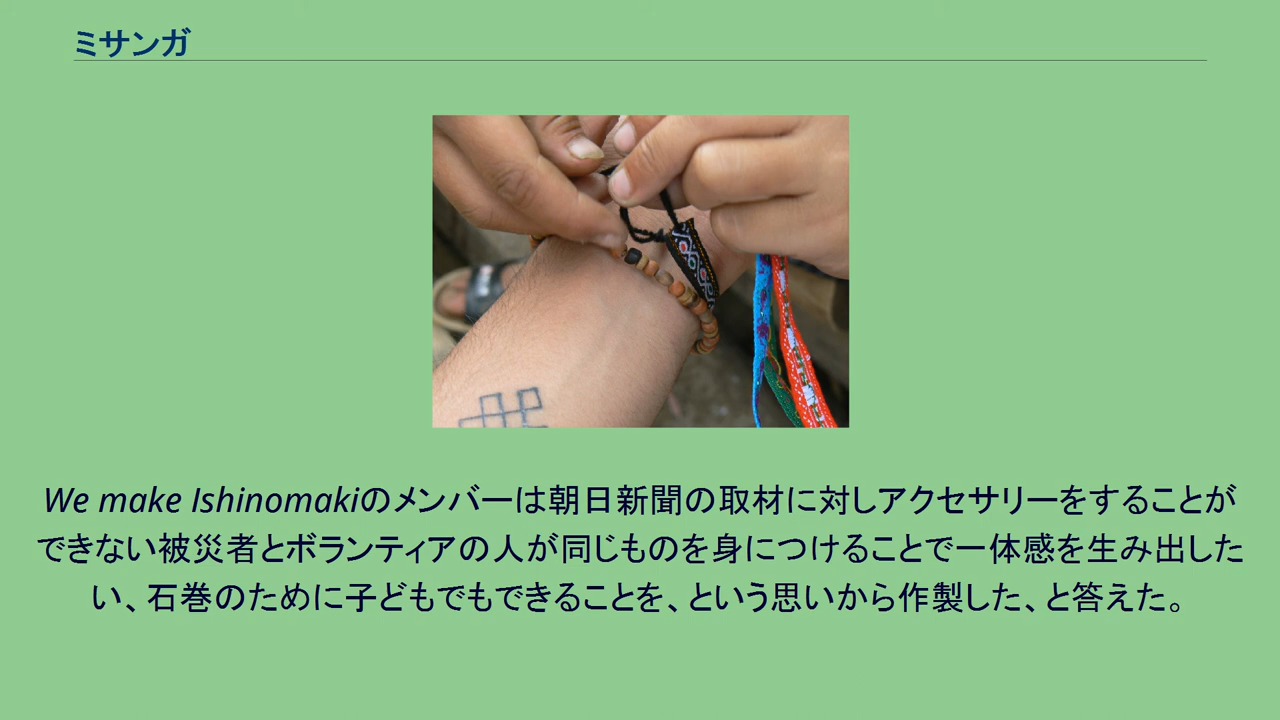 ミサンガ
We make Ishinomakiのメンバーは朝日新聞の取材に対しアクセサリーをすることが
できない被災者とボランティアの人が同じものを身につけることで一体感を生み出した
い、石巻のために子どもでもできることを、という思いから作製した、と答えた。